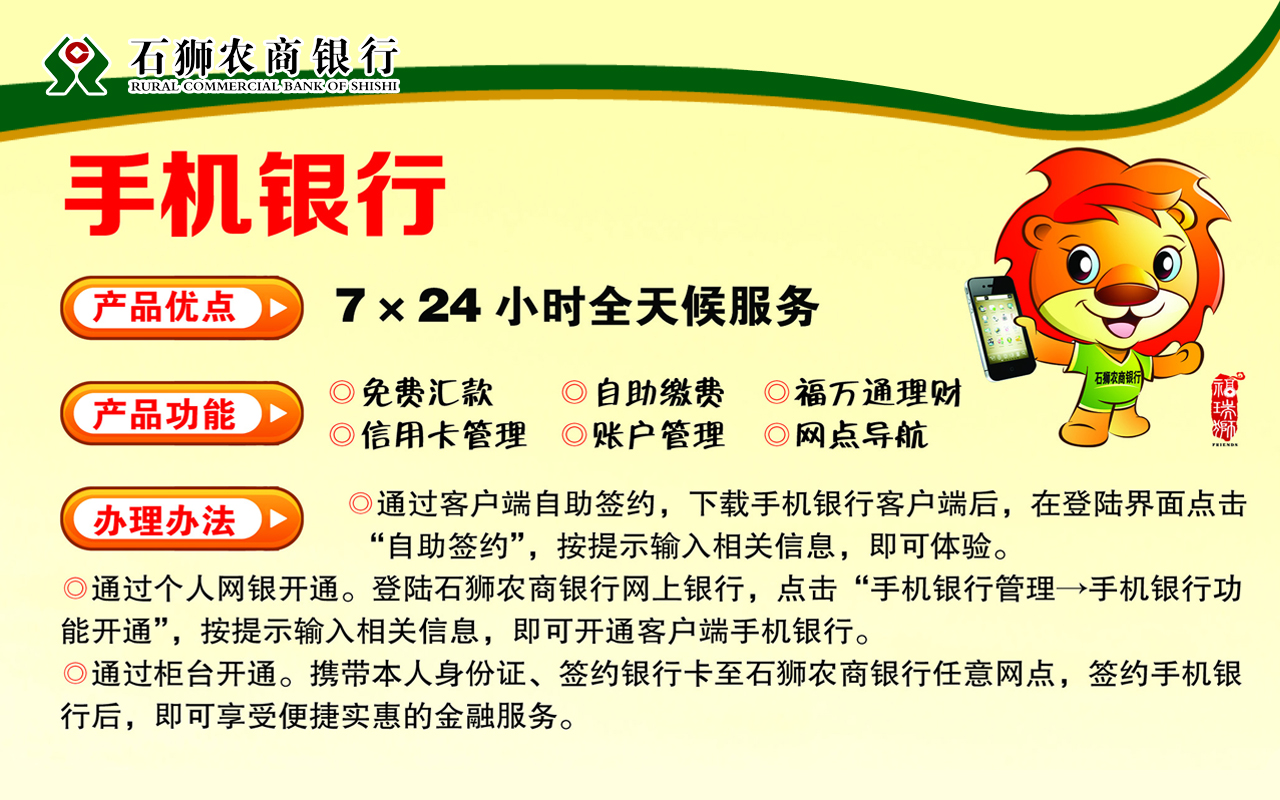 石狮农商银行
RURAL COMMERCIAL BANK OF SHISHI
手机银行
产品优点
7×24小时全天候服务
产品功能
◎免费汇款 ◎自助缴费 ◎福万通理财
◎信用卡管理 ◎账户管理 ◎网点导航
石狮农商银行
福瑞狮
FRIENDS
办理办法
◎通过客户端自助签约，下载手机银行客户端后，在登陆界面点击
“自助签约”，按提示输入相关信息，即可体验。
◎通过个人网银开通。登陆石狮农商银行网上银行，点击“手机银行管理→手机银行功
能开通”，按提示输入相关信息，即可开通客户端手机银行。
◎通过柜台开通。携带本人身份证、签约银行卡至石狮农商银行任意网点，签约手机银
行后，即可享受便捷实惠的金融服务。